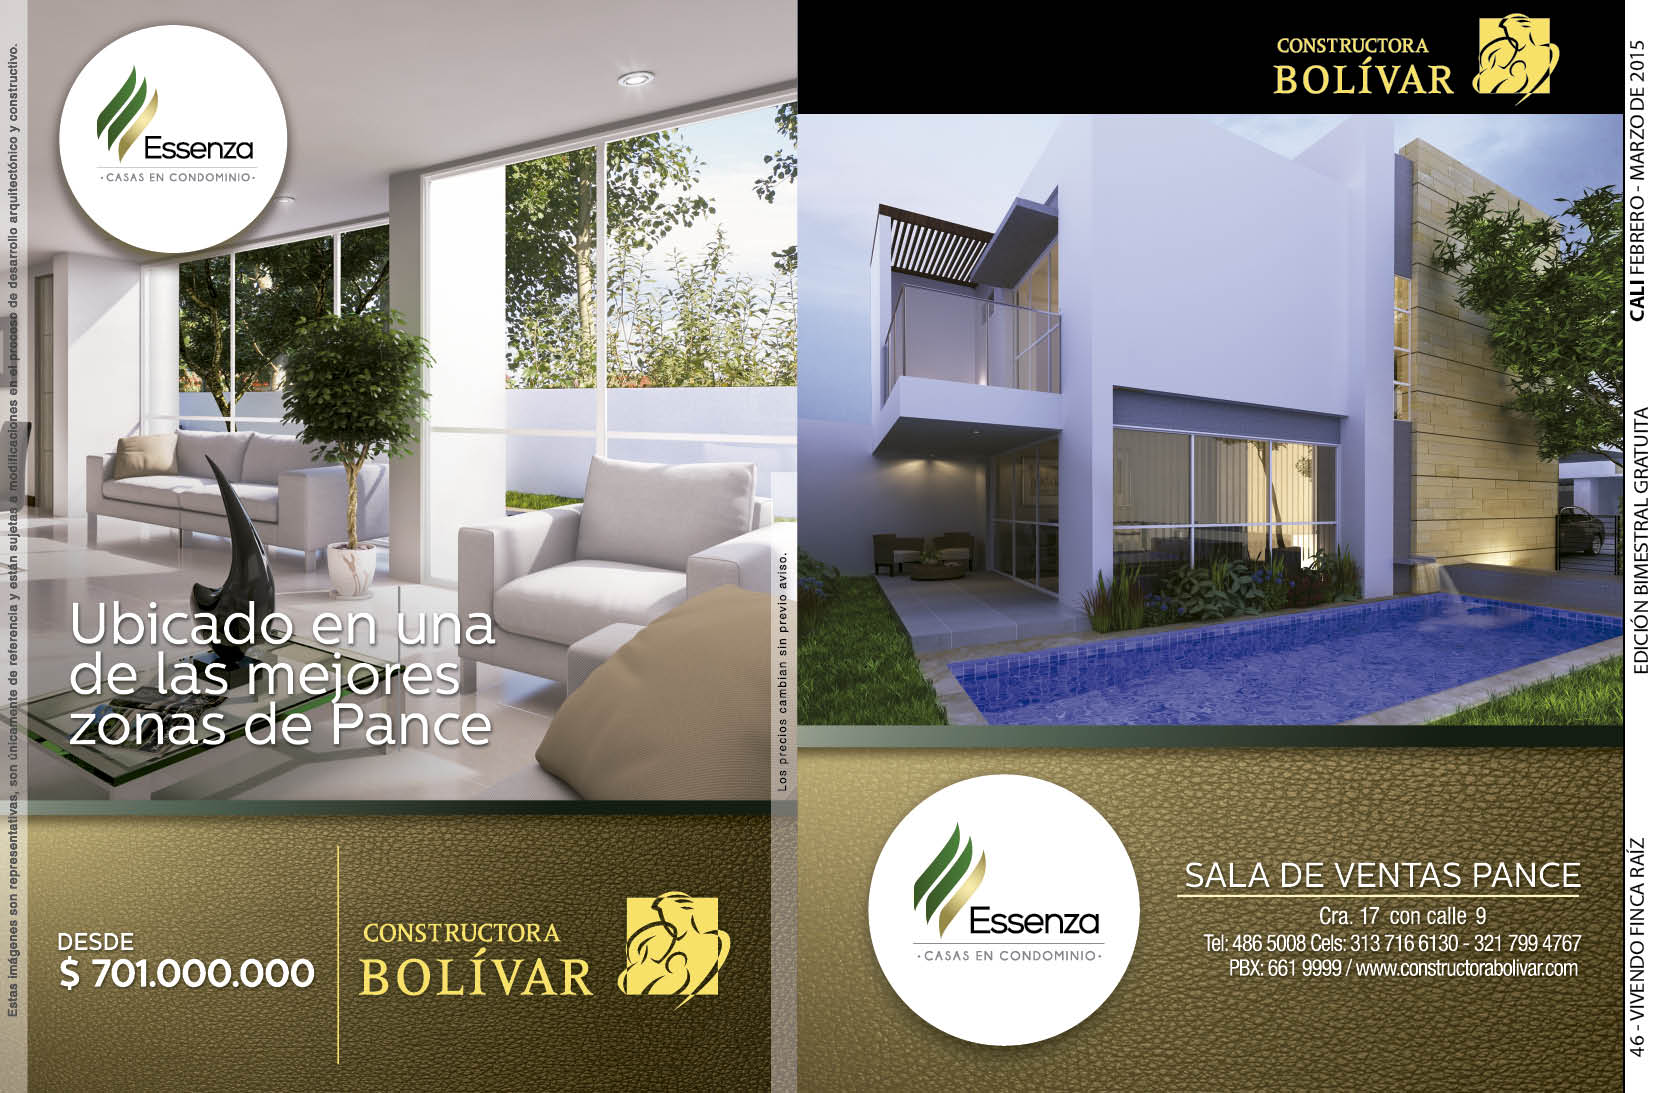 Essenza
· CASAS EN CONDOMINIO ·
Estas imágenes son representativas, son únicamente de referencia y están sujetas a modificaciones en el proceso de desarrollo arquitectónico y constructivo.
Ubicado en una
de las mejores
zonas de Pance
Los precios cambian sin previo aviso.
DESDE
$ 701.000.000
CONSTRUCTORA
BOLÍVAR
CONSTRUCTORA
BOLÍVAR
Essenza
· CASAS EN CONDOMINIO ·
SALA DE VENTAS PANCE
Cra. 17 con calle 9
Tel: 486 5008 Cels: 313 716 6130 - 321 799 4767
PBX: 661 9999 / www.constructorabolivar.com
46 - VIVENDO FINCA RAÍZ EDICIÓN BIMESTRAL GRATUITA CALI FEBRERO - MARZO DE 2015